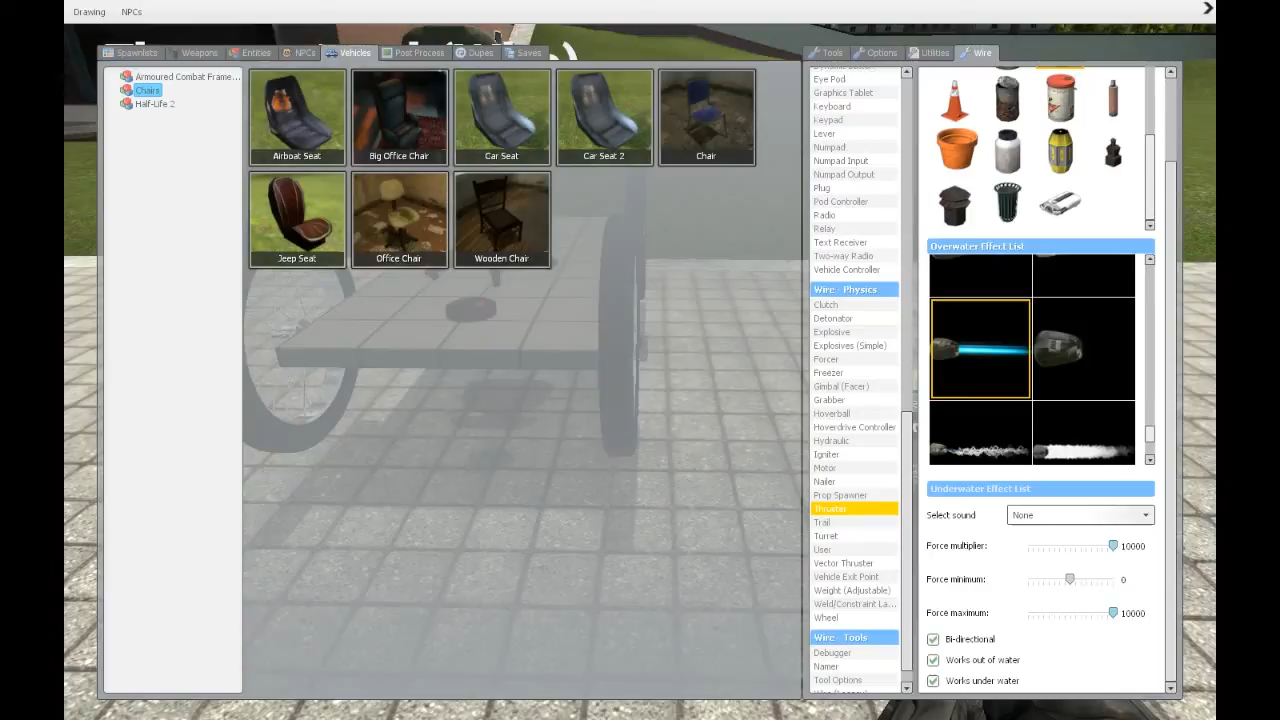 Drawing NPCs
Spawnlists Weapons Entities NPCs Vehicles Post Process Dupes Saves
Tools Options Utilities Wire
Armoured Combat Frame...
Chairs
Half-Life 2
Airboat Seat
Big Office Chair
Car Seat
Car Seat 2
Chair
Jeep Seat
Office Chair
Wooden Chair
Eye Pod
Graphics Tablet
Keyboard
Keypad
Lever
Numpad
Numpad Input
Numpad Output
Plug
Pod Controller
Radio
Relay
Text Receiver
Two-way Radio
Vehicle Controller
Wire - Physics
Clutch
Detonator
Explosive
Explosives (Simple)
Forcer
Freezer
Gimbal (Facer)
Grabber
Hoverball
Hoverdrive Controller
Hydraulic
Igniter
Motor
Nailer
Prop Spawner
Thruster
Trail
Turret
User
Vector Thruster
Vehicle Exit Point
Weight (Adjustable)
Weld/Constraint La...
Wheel
Wire - Tools
Debugger
Namer
Tool Options
Overwater Effect List
Underwater Effect List
Select sound None
Force multiplier: 10000
Force minimum: 0
Force maximum: 10000
Bi-directional
Works out of water
Works under water